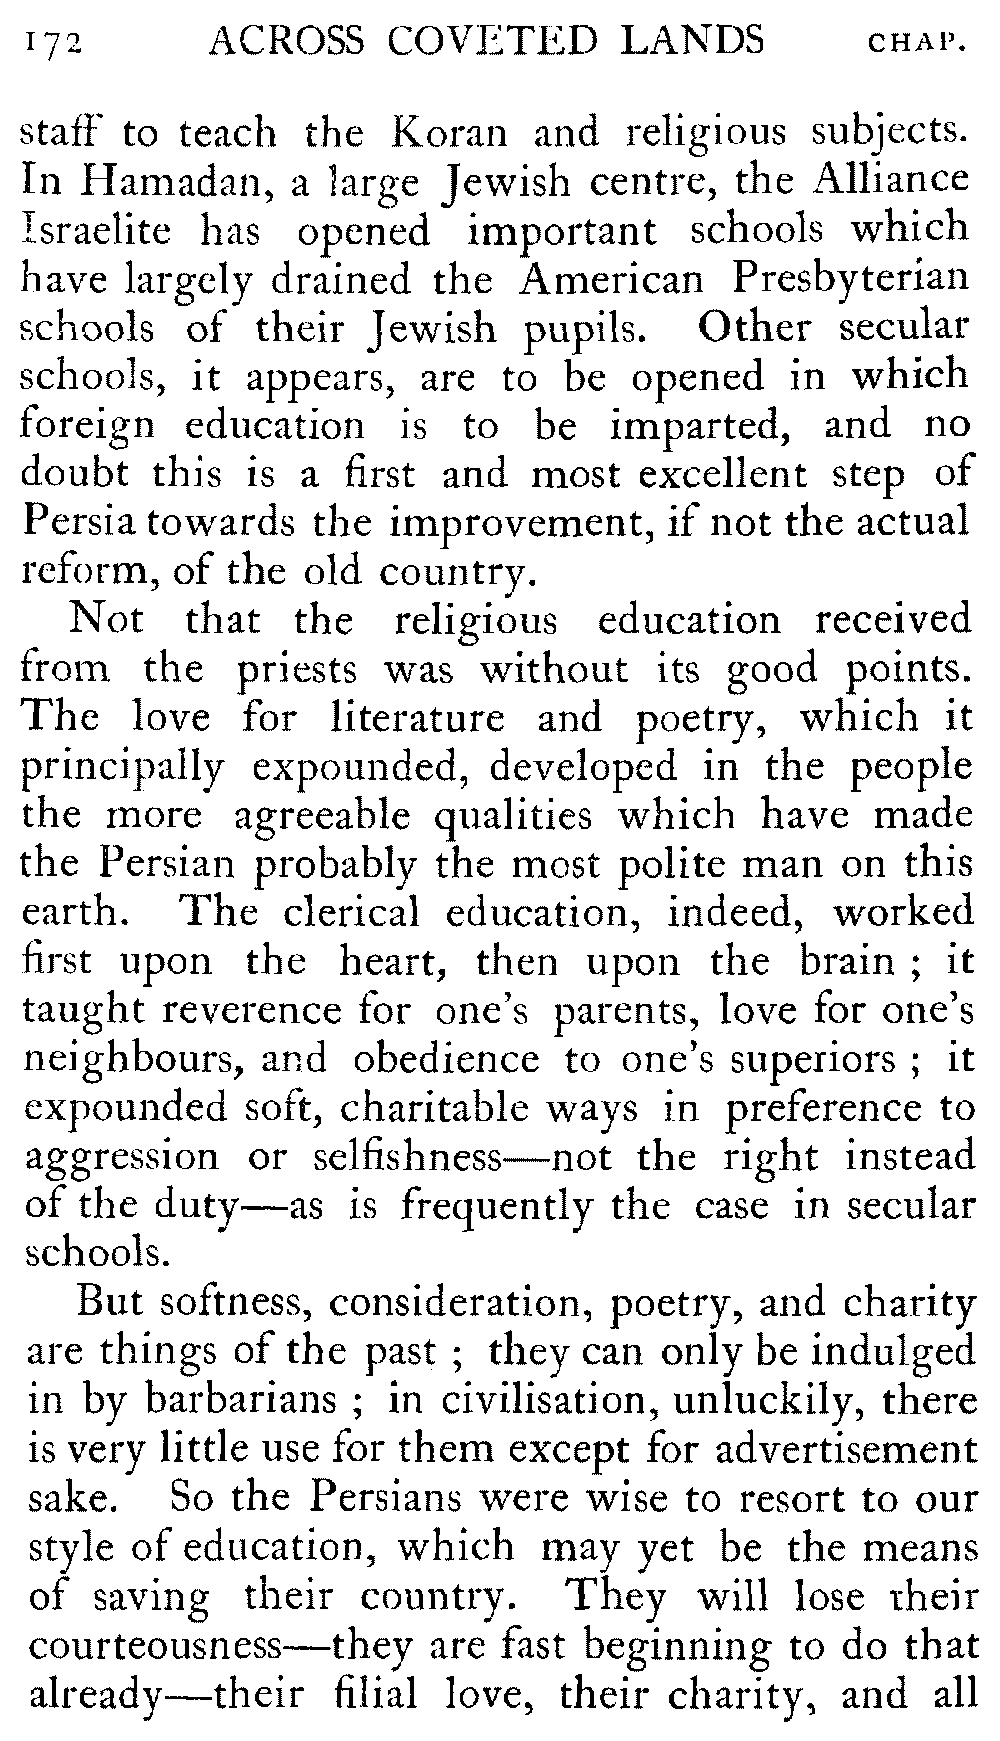 172 ACROSS COVETED LANDS CHAP.
staff to teach the Koran and religious subjects.
In Hamadan, a large Jewish centre, the Alliance
Israelite has opened important schools which
have largely drained the American Presbyterian
schools of their Jewish pupils. Other secular
schools, it appears, are to be opened in which
foreign education is to be imparted, and no
doubt this is a first and most excellent step of
Persia towards the improvement, if not the actual
reform, of the old country.
Not that the religious education received
from the priests was without its good points.
The love for literature and poetry, which it
principally expounded, developed in the people
the more agreeable qualities which have made
the Persian probably the most polite man on this
earth. The clerical education, indeed, worked
first upon the heart, then upon the brain ; it
taught reverence for one's parents, love for one's
neighbours, and obedience to one's superiors ; it
expounded soft, charitable ways in preference to
aggression or selfishness—not the right instead
of the duty—as is frequently the case in secular
schools.
But softness, consideration, poetry, and charity
are things of the past ; they can only be indulged
in by barbarians ; in civilisation, unluckily, there
is very little use for them except for advertisement
sake. So the Persians were wise to resort to our
style of education, which may yet be the means
of saving their country. They will lose their
courteousness—they are fast beginning to do that
already—their filial love, their charity, and all